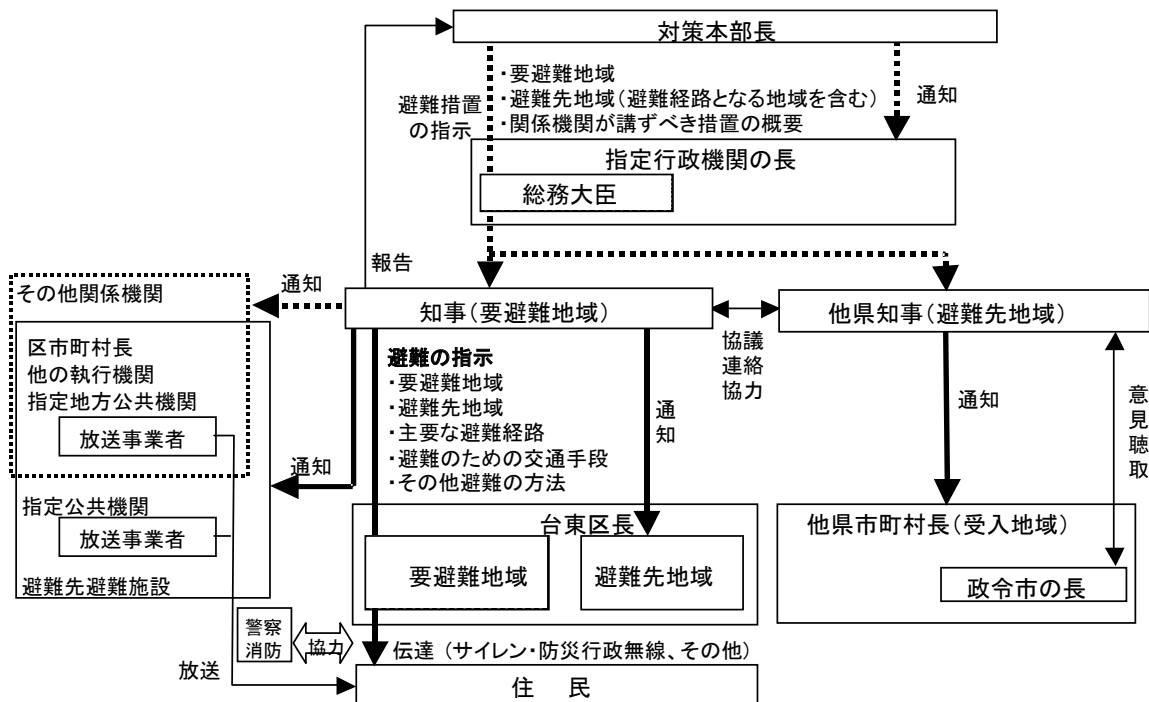 対策本部長
・要避難地域
・避難先地域(避難経路となる地域を含む)
・関係機関が講ずべき措置の概要
避難措置
の指示
通知
指定行政機関の長
総務大臣
報告
通知
その他関係機関
知事(要避難地域)
他県知事(避難先地域)
協議
連絡
協力
区市町村長
他の執行機関
指定地方公共機関
放送事業者
避難の指示
・要避難地域
・避難先地域
・主要な避難経路
・避難のための交通手段
・その他避難の方法
通知
通知
意見聴取
通知
指定公共機関
放送事業者
避難先避難施設
台東区長
要避難地域
避難先地域
他県市町村長(受入地域)
政令市の長
警察
消防
協力
伝達 (サイレン・防災行政無線、その他)
放送
住 民